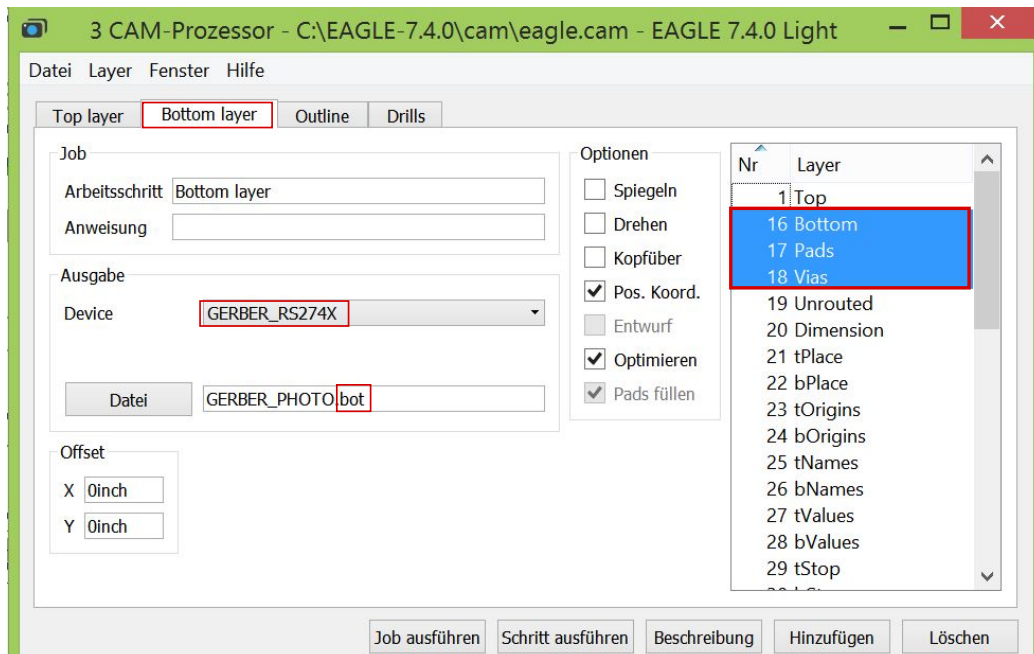 3 CAM-Prozessor - C:\EAGLE-7.4.0\cam\eagle.cam - EAGLE 7.4.0 Light
Datei Layer Fenster Hilfe
Top layer Bottom layer Outline Drills
Job
Arbeitsschritt Bottom layer
Anweisung
Ausgabe
Device GERBER_RS274X
Datei GERBER_PHOTO.bot
Offset
X 0inch
Y 0inch
Optionen
Spiegeln
Drehen
Kopfüber
Pos. Koord.
Entwurf
Optimieren
Pads füllen
Nr Layer
1 Top
16 Bottom
17 Pads
18 Vias
19 Unrouted
20 Dimension
21 tPlace
22 bPlace
23 tOrigins
24 bOrigins
25 tNames
26 bNames
27 tValues
28 bValues
29 tStop
Job ausführen Schritt ausführen Beschreibung Hinzufügen Löschen